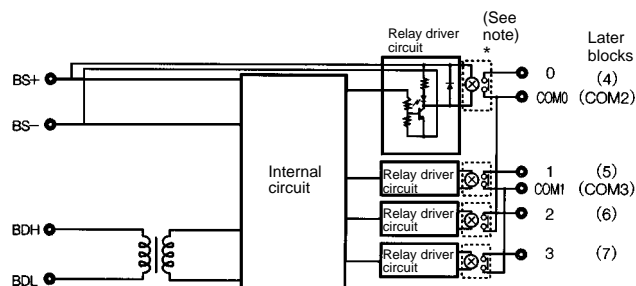 (See
note)
*
Relay driver
circuit
Later
blocks
BS+
0 (4)
COM0 (COM2)
BS−
Internal
circuit
Relay driver
circuit
1 (5)
COM1 (COM3)
Relay driver
circuit
2 (6)
BDH
Relay driver
circuit
3 (7)
BDL